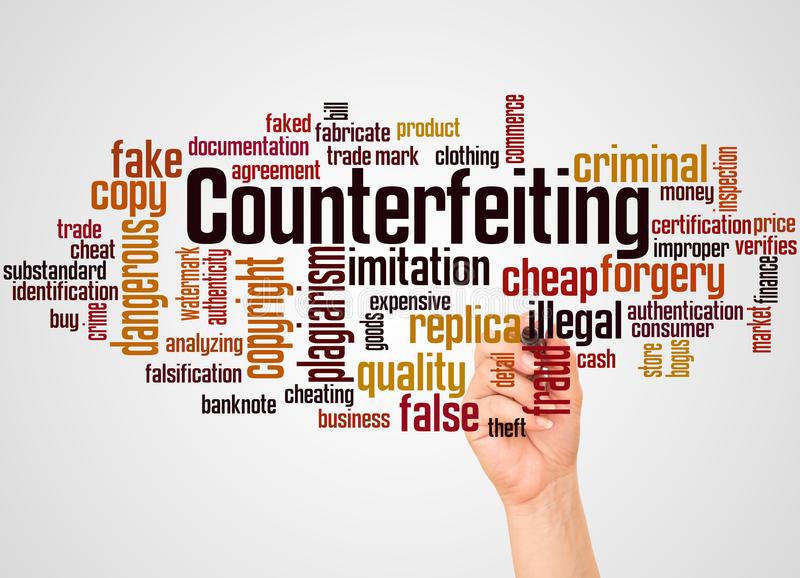 bill
commerce
faked
fabricate
product
documentation
trade mark
clothing
fake
agreement
criminal
inspection
copy
Counterfeiting
money
trade
dangerous
certification
price
cheat
watermark
authenticity
copyright
plagiarism
imitation
improper
verifies
substandard
cheap
forgery
finance
identification
expensive
market
crime
buy
goods
replica
illegal
authentication
consumer
analyzing
quality
detail
fraud
cash
store
bogus
falsification
cheating
banknote
business
false
theft
dreamstime